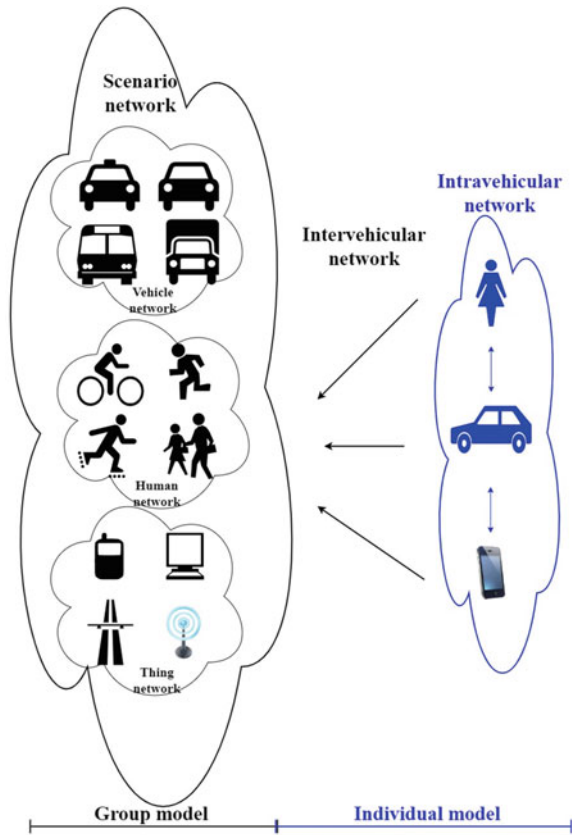 Scenario
network
Vehicle
network
Human
network
Thing
network
Intervehicular
network
Intravehicular
network
Group model
Individual model